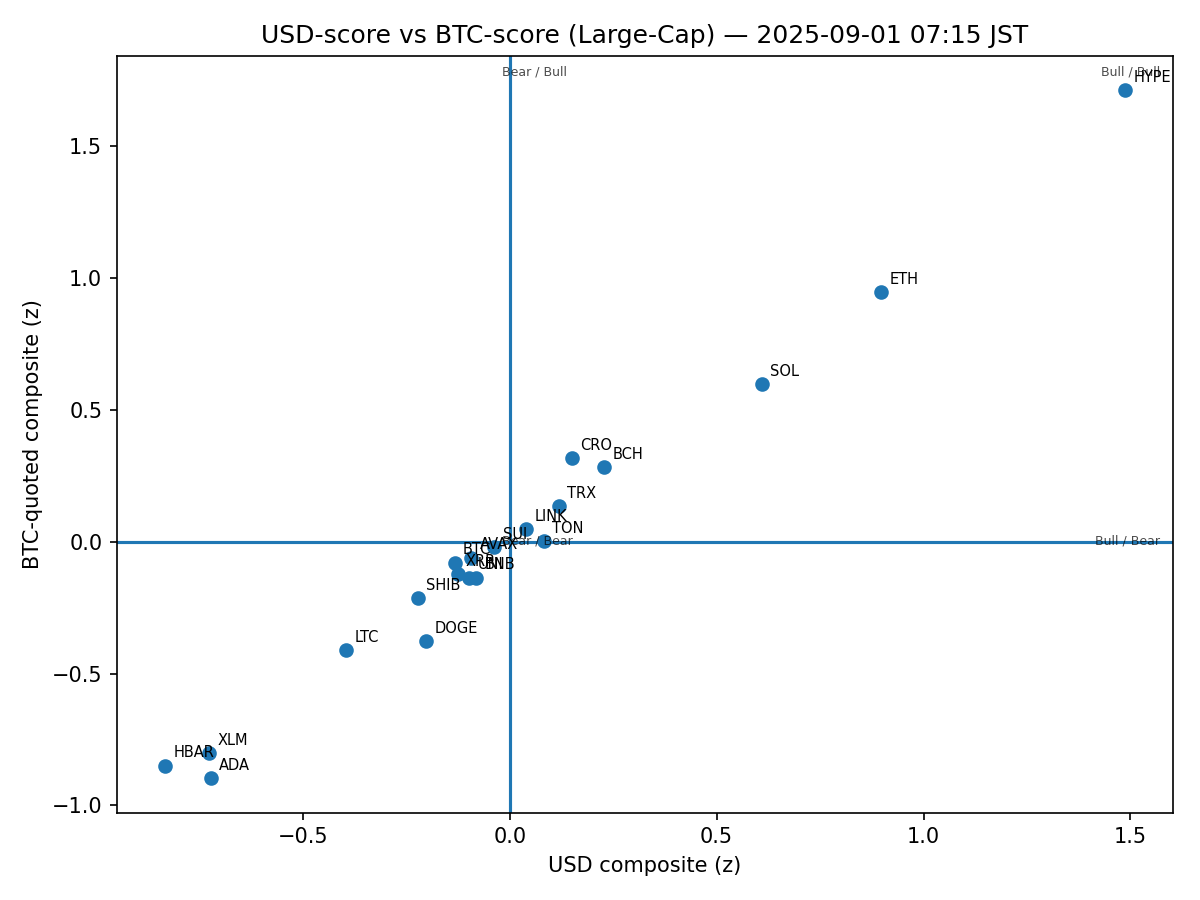 USD-score vs BTC-score (Large-Cap) — 2025-09-01 07:15 JST
Bear / Bull
Bull / Bull
HYPE
1.5
ETH
1.0
SOL
0.5
CRO
BCH
TRX
LINK
TON
SUI
0.0
Bear / Bear
Bull / Bear
AVAX
BTC
XRP
UNI
BNB
SHIB
DOGE
LTC
−0.5
XLM
HBAR
ADA
−1.0
−0.5
0.0
0.5
1.0
1.5
USD composite (z)
BTC-quoted composite (z)